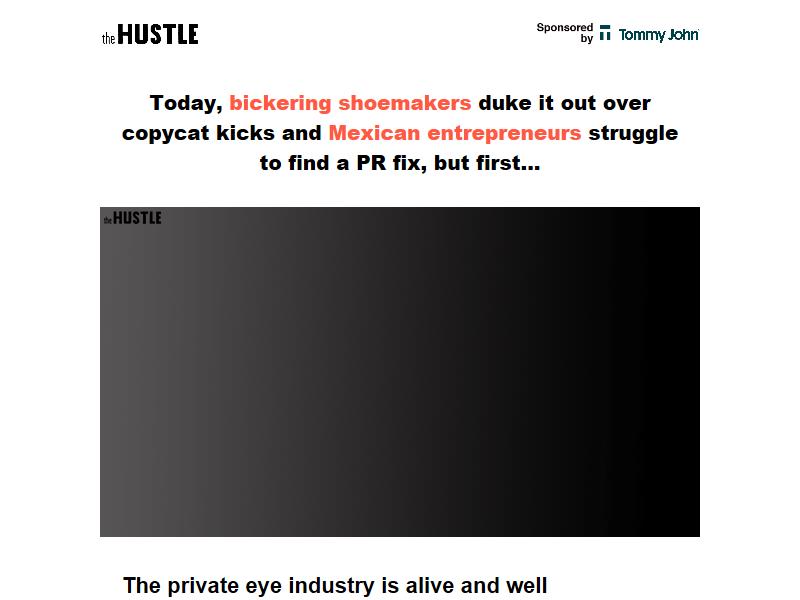 the HUSTLE
Sponsored
by
Tommy John
Today, bickering shoemakers duke it out over
copycat kicks and Mexican entrepreneurs struggle
to find a PR fix, but first...
the HUSTLE
The private eye industry is alive and well